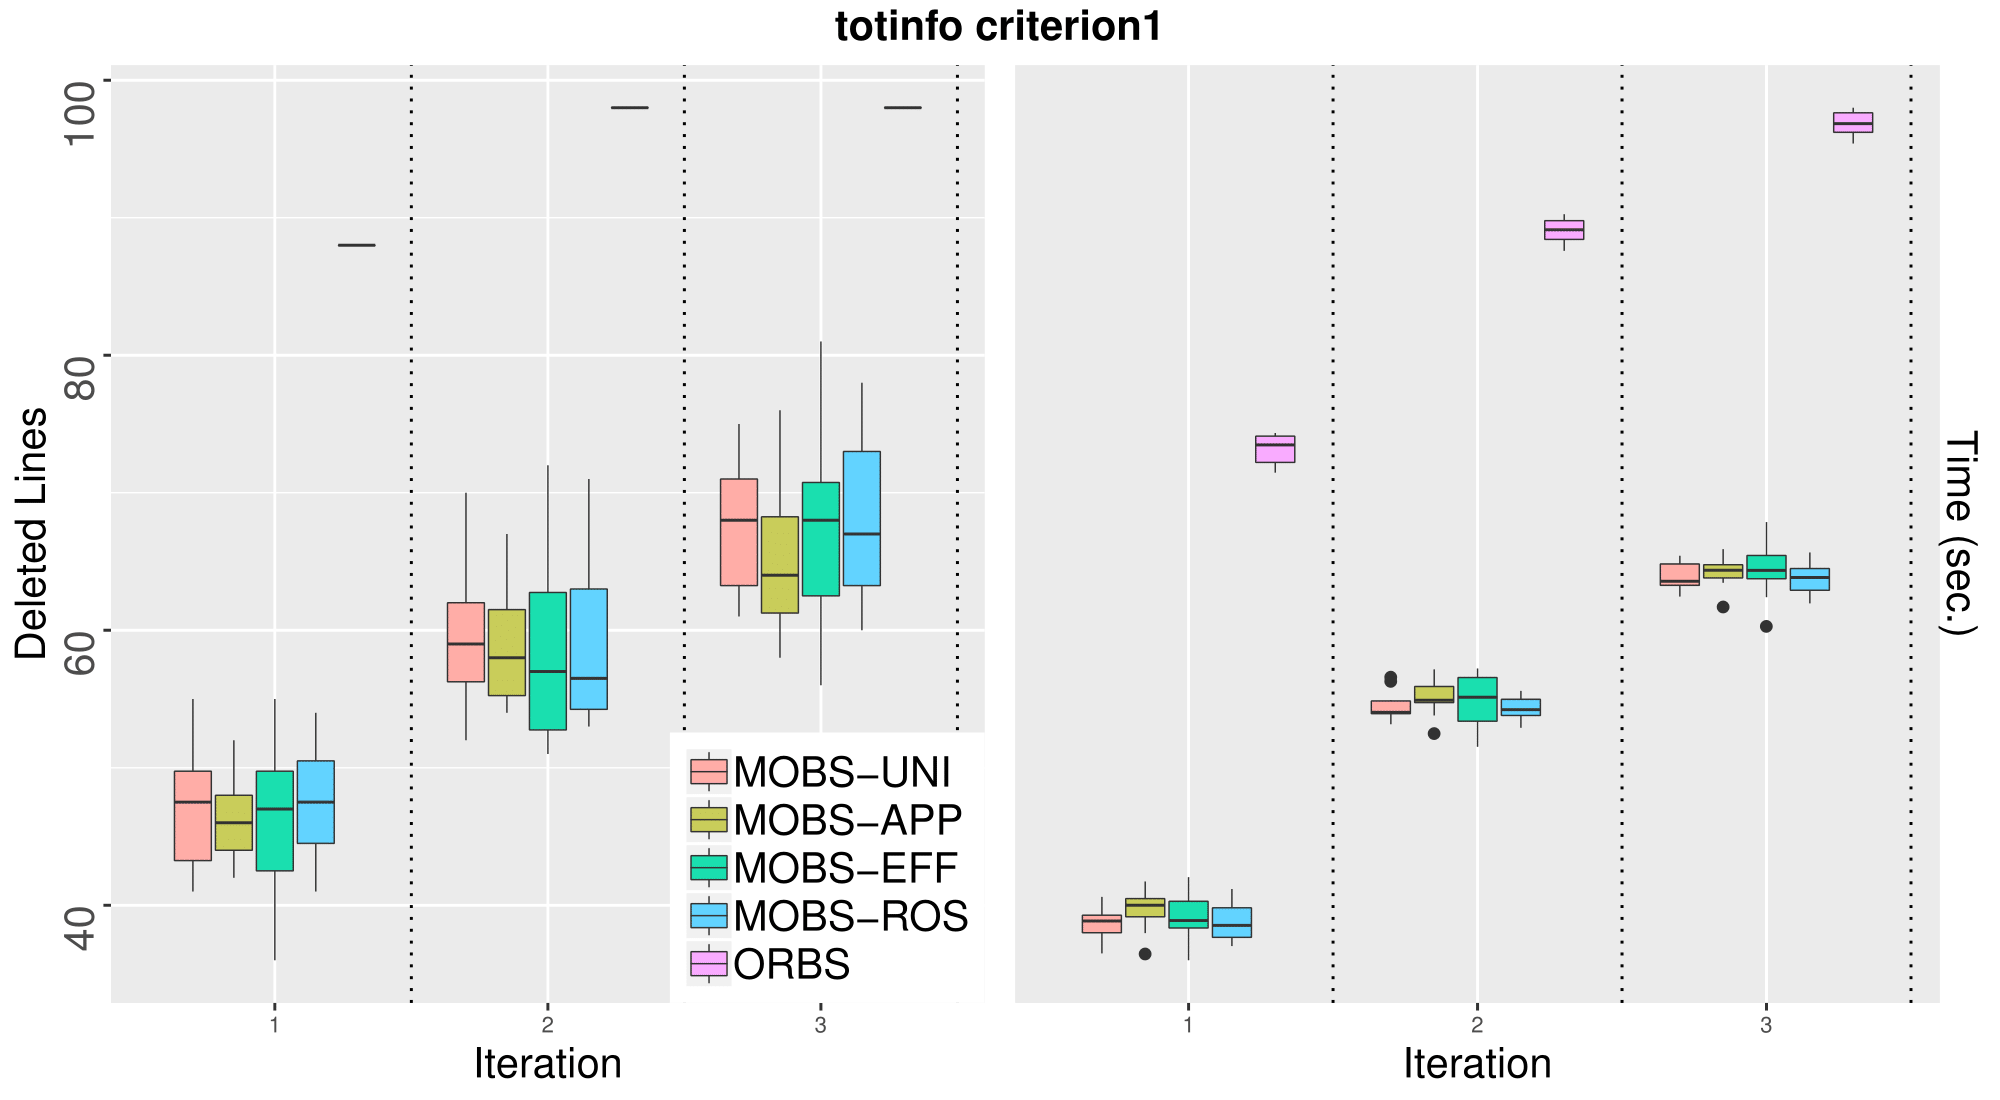 totinfo criterion1
Deleted Lines
100
80
60
40
MOBS-UNI
MOBS-APP
MOBS-EFF
MOBS-ROS
ORBS
1 2 3
Iteration
1 2 3
Iteration
Time (sec.)